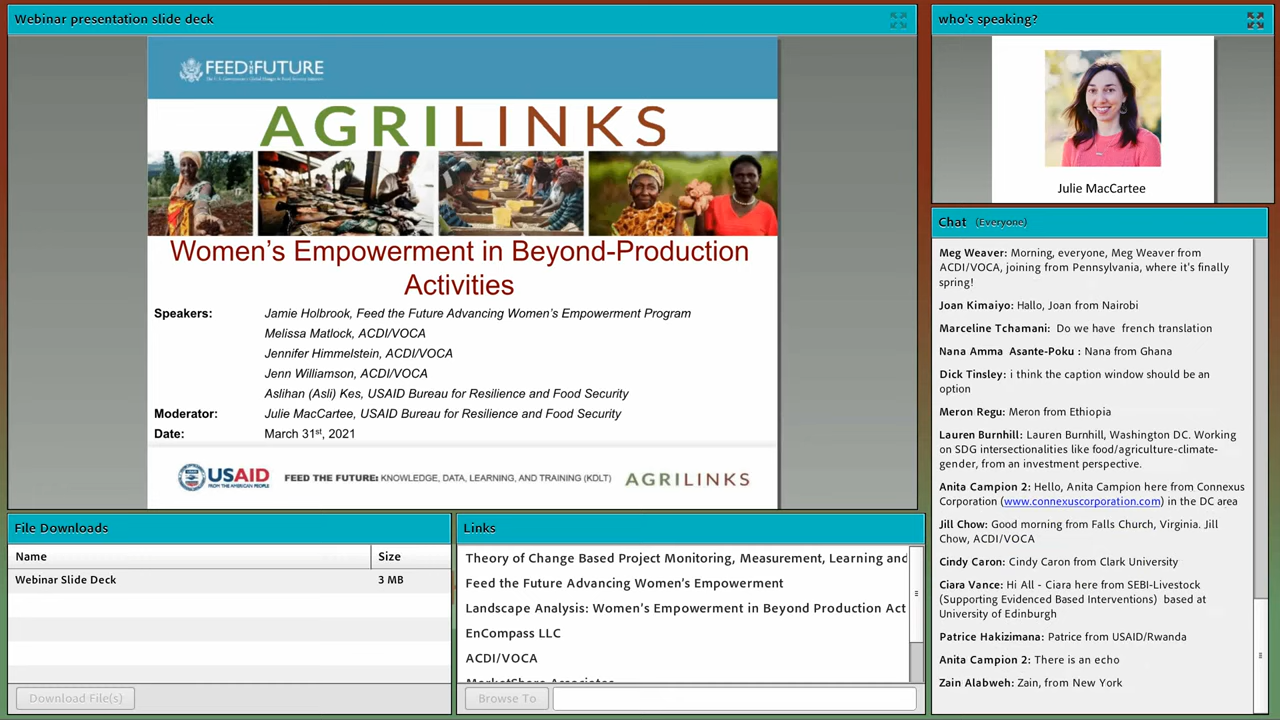 Webinar presentation slide deck
FEED THE FUTURE
The U.S. Government's Global Hunger & Food Security Initiative
AGRILINKS
Women's Empowerment in Beyond-Production
Activities
Speakers: Jamie Holbrook, Feed the Future Advancing Women's Empowerment Program
Melissa Matlock, ACDI/VOCA
Jennifer Himmelstein, ACDI/VOCA
Jenn Williamson, ACDI/VOCA
Aslihan (Asli) Kes, USAID Bureau for Resilience and Food Security
Moderator: Julie MacCartee, USAID Bureau for Resilience and Food Security
Date: March 31st, 2021
USAID
FROM THE AMERICAN PEOPLE
FEED THE FUTURE: KNOWLEDGE, DATA, LEARNING, AND TRAINING (KDLT)
AGRILINKS
who's speaking?
Julie MacCartee
Chat (Everyone)
Meg Weaver: Morning, everyone, Meg Weaver from
ACDI/VOCA, joining from Pennsylvania, where it's finally
spring!
Joan Kimaiyo: Hallo, Joan from Nairobi
Marceline Tchamani: Do we have french translation
Nana Amma Asante-Poku : Nana from Ghana
Dick Tinsley: i think the caption window should be an
option
Meron Regu: Meron from Ethiopia
Lauren Burnhill: Lauren Burnhill, Washington DC. Working
on SDG intersectionalities like food/agriculture-climate-
gender, from an investment perspective.
Anita Campion 2: Hello, Anita Campion here from Connexus
Corporation (www.connexuscorporation.com) in the DC area
Jill Chow: Good morning from Falls Church, Virginia. Jill
Chow, ACDI/VOCA
Cindy Caron: Cindy Caron from Clark University
Ciara Vance: Hi All - Ciara here from SEBI-Livestock
(Supporting Evidenced Based Interventions) based at
University of Edinburgh
Patrice Hakizimana: Patrice from USAID/Rwanda
Anita Campion 2: There is an echo
Zain Alabweh: Zain, from New York
File Downloads
Name Size
Webinar Slide Deck 3 MB
Download File(s)
Links
Theory of Change Based Project Monitoring, Measurement, Learning and
Feed the Future Advancing Women's Empowerment
Landscape Analysis: Women's Empowerment in Beyond Production Act
EnCompass LLC
ACDI/VOCA
MarketShare Associates
Browse To